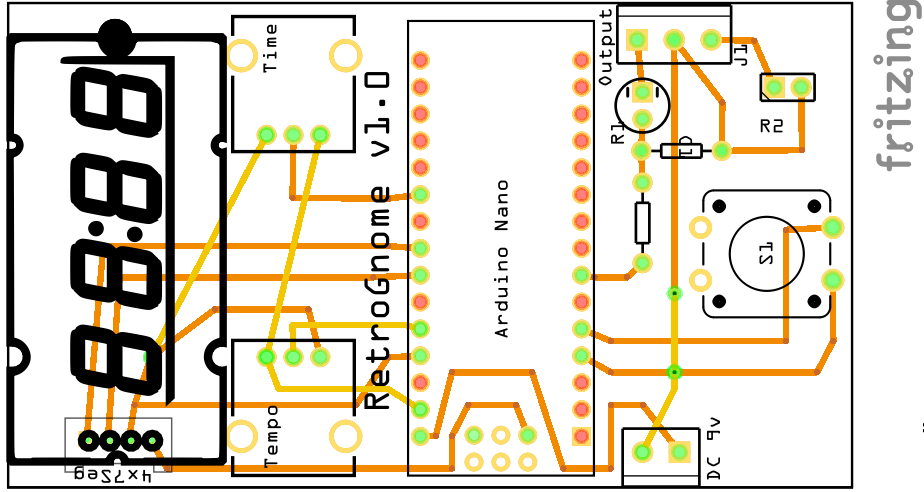 Time
RetroGnome v1.0
Tempo
4x7Seg
Arduino Nano
Output
J1
R1
D1
R2
S1
DC 9v
fritzing